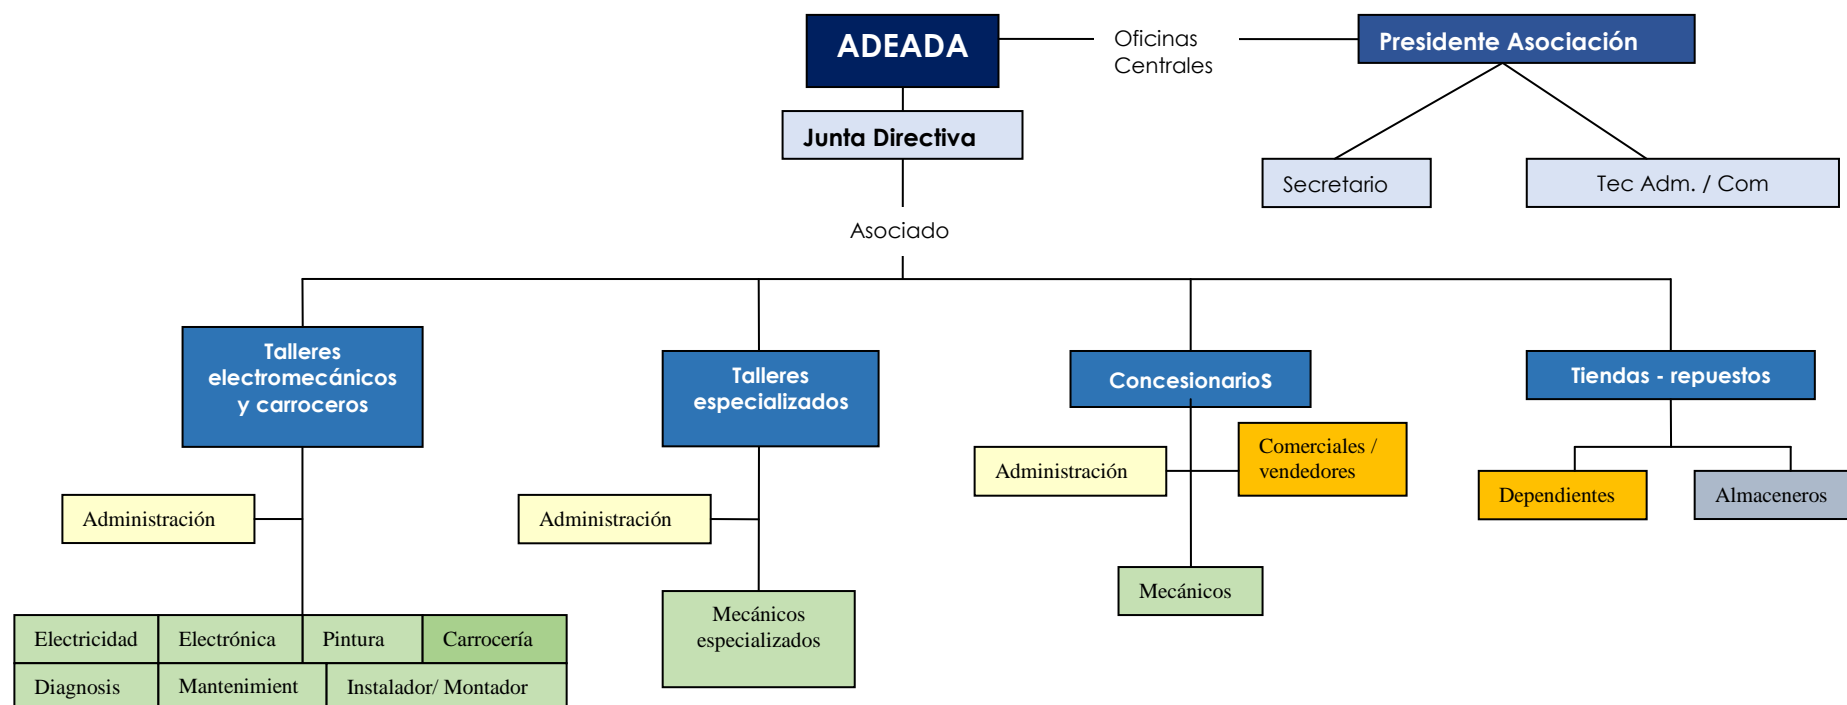 ADEADA
Oficinas
Centrales
Presidente Asociación
Junta Directiva
Secretario
Tec Adm. / Com
Asociado
Talleres
electromecánicos
y carroceros
Talleres
especializados
Concesionarios
Tiendas - repuestos
Administración
Administración
Administración
Comerciales /
vendedores
Dependientes
Almaceneros
Mecánicos
Mecánicos
especializados
Electricidad
Electrónica
Pintura
Carrocería
Diagnosis
Mantenimient
Instalador/ Montador